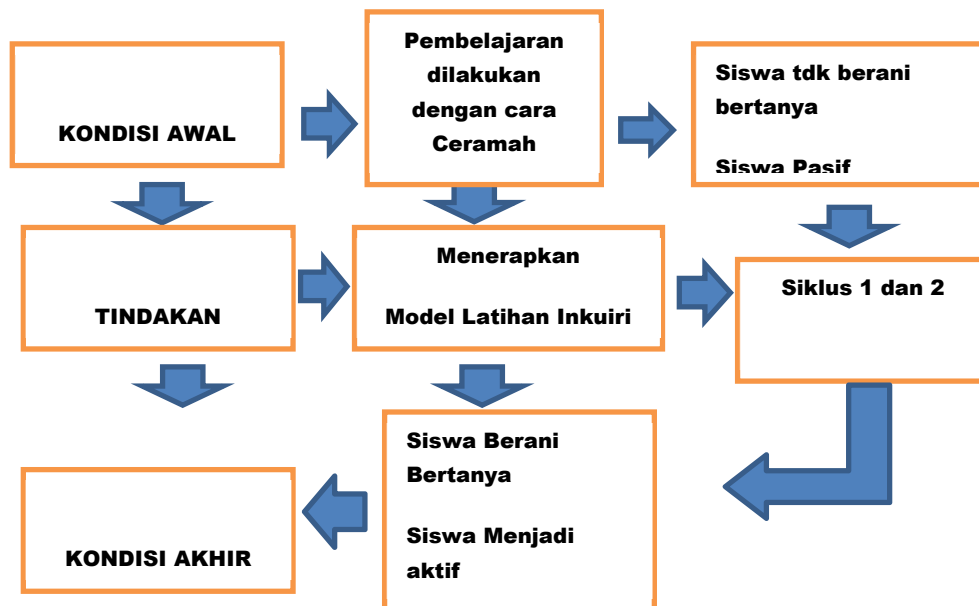 KONDISI AWAL
Pembelajaran
dilakukan
dengan cara
Ceramah
Siswa tdk berani
bertanya
Siswa Pasif
TINDAKAN
Menerapkan
Model Latihan Inkuiri
Siklus 1 dan 2
KONDISI AKHIR
Siswa Berani
Bertanya
Siswa Menjadi
aktif